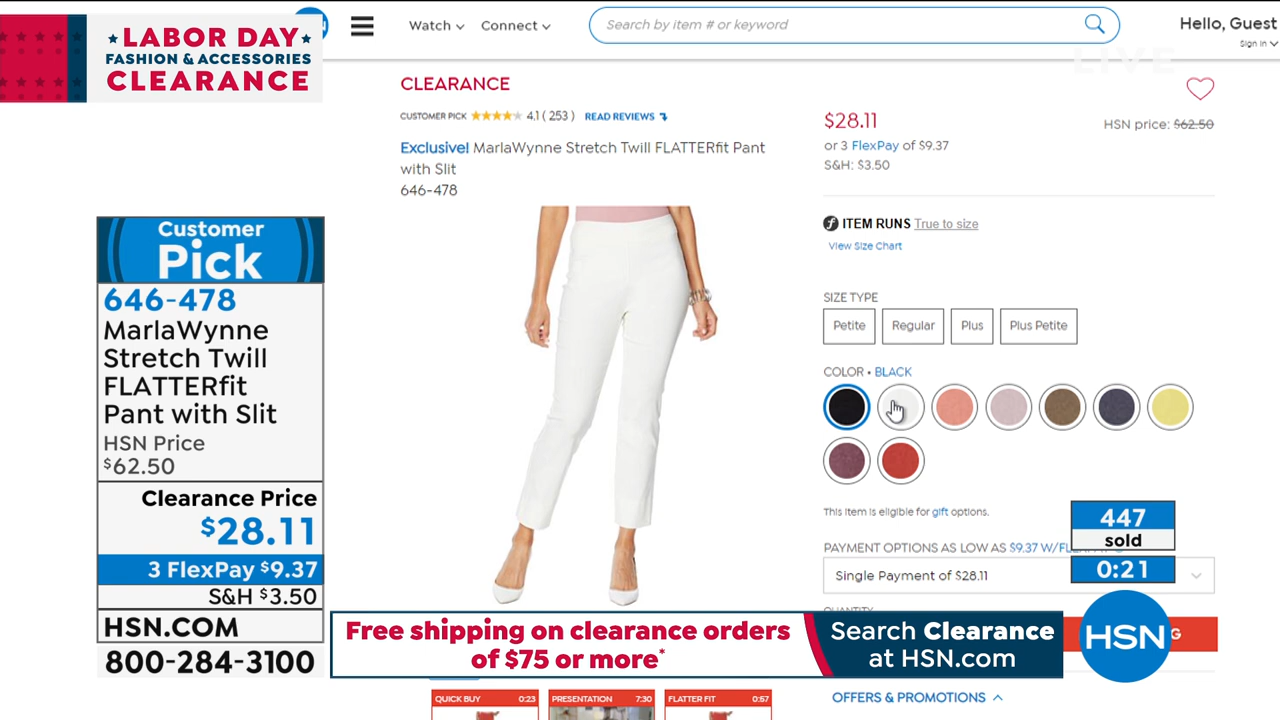 ★LABOR DAY★
FASHION & ACCESSORIES
CLEARANCE
Watch
Connect
Search by item # or keyword
Hello, Guest
Sign In
LIVE
CLEARANCE
CUSTOMER PICK ★★★★★ 4.1 ( 253 ) READ REVIEWS
Exclusive! MarlaWynne Stretch Twill FLATTERfit Pant
with Slit
646-478
$28.11
HSN price: $62.50
or 3 FlexPay of $9.37
S&H: $3.50
ITEM RUNS True to size
View Size Chart
SIZE TYPE
Petite
Regular
Plus
Plus Petite
COLOR • BLACK
This item is eligible for gift options.
PAYMENT OPTIONS AS LOW AS $9.37 W/
Single Payment of $28.11
447
sold
0:21
Customer
Pick
646-478
MarlaWynne
Stretch Twill
FLATTERfit
Pant with Slit
HSN Price
$62.50
Clearance Price
$28.11
3 FlexPay $9.37
S&H $3.50
HSN.COM
800-284-3100
Free shipping on clearance orders
of $75 or more*
Search Clearance
at HSN.com
HSN
G
QUICK BUY 0:23
PRESENTATION 7:30
FLATTER FIT 0:57
OFFERS & PROMOTIONS